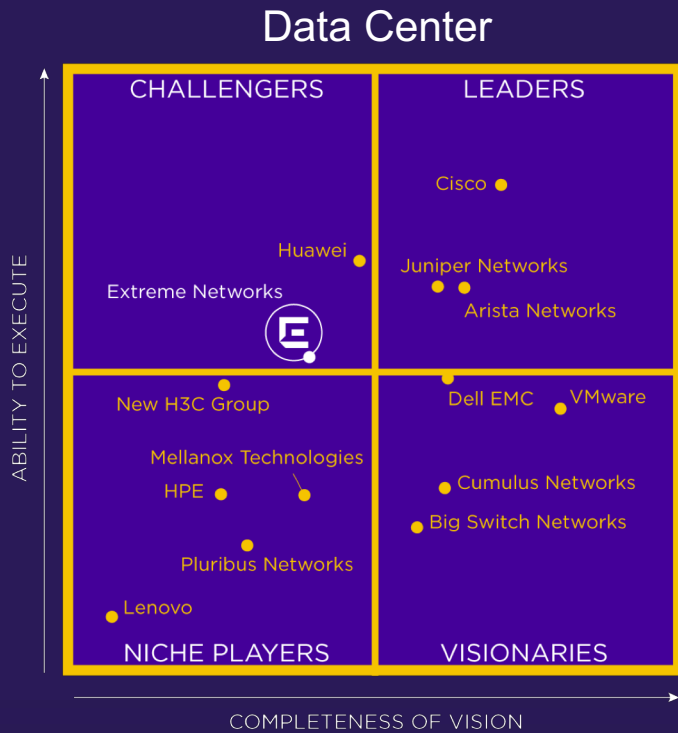 Data Center
CHALLENGERS
LEADERS
Cisco
Huawei
Juniper Networks
Extreme Networks
Arista Networks
E
ABILITY TO EXECUTE
New H3C Group
Dell EMC
VMware
Mellanox Technologies
HPE
Cumulus Networks
Big Switch Networks
Pluribus Networks
Lenovo
NICHE PLAYERS
VISIONARIES
COMPLETENESS OF VISION